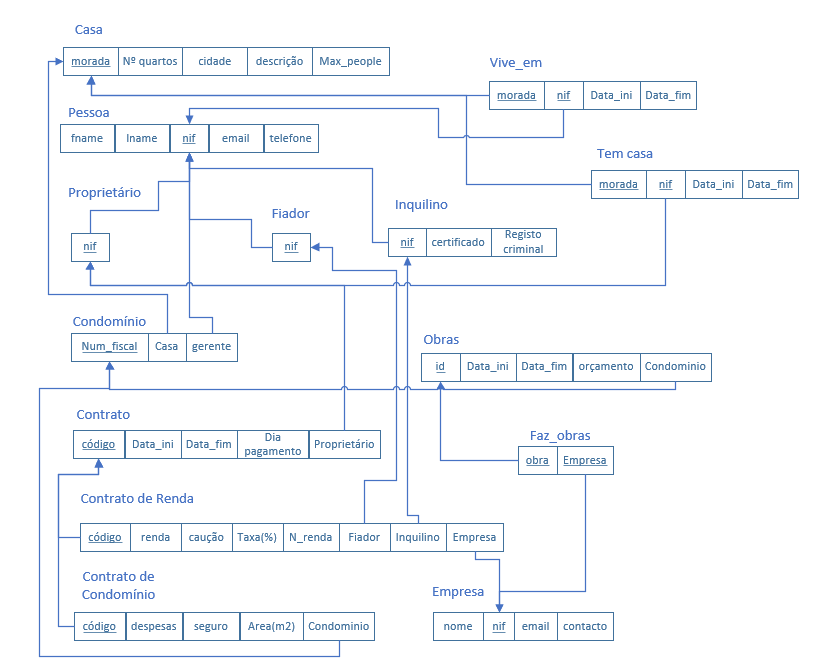 Casa
morada Nº quartos cidade descrição Max_people
Vive_em
morada nif Data_ini Data_fim
Pessoa
fname lname nif email telefone
Tem casa
morada nif Data_ini Data_fim
Proprietário
nif
Fiador
nif
Inquilino
nif certificado Registo
criminal
Condomínio
Num_fiscal Casa gerente
Obras
id Data_ini Data_fim orçamento Condominio
Contrato
código Data_ini Data_fim Dia
pagamento Proprietário
Faz_obras
obra Empresa
Contrato de Renda
código renda caução Taxa(%) N_renda Fiador Inquilino Empresa
Contrato de
Condomínio
código despesas seguro Area(m2) Condominio
Empresa
nome nif email contacto